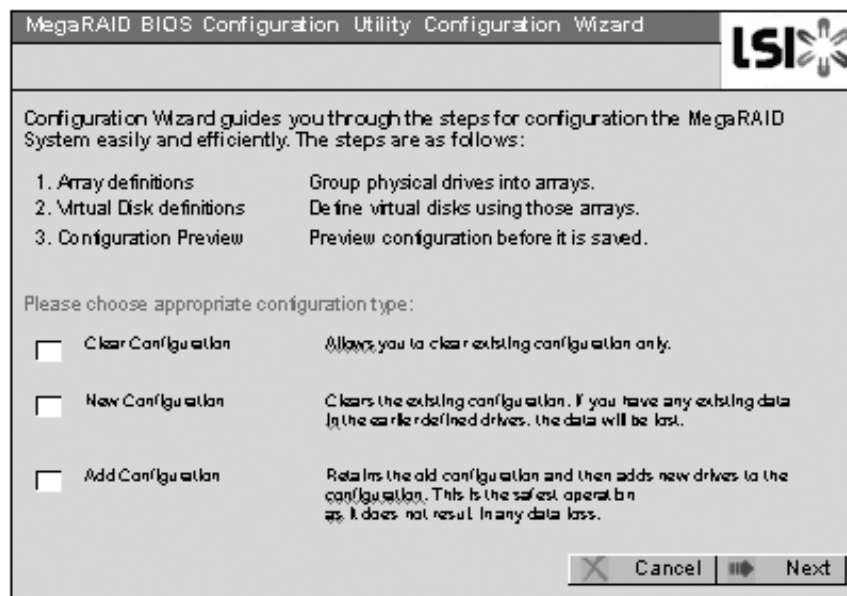 MegaRAID BIOS Configuration Utility Configuration Wizard
LSI
Configuration Wizard guides you through the steps for configuration the MegaRAID
System easily and efficiently. The steps are as follows:
1. Array definitions Group physical drives into arrays.
2. Virtual Disk definitions Define virtual disks using those arrays.
3. Configuration Preview Preview configuration before it is saved.
Please choose appropriate configuration type:
Clear Configuration Allows you to clear existing configuration only.
New Configuration Clears the existing configuration. If you have any existing data
in the earlier defined drives, the data will be lost.
Add Configuration Retains the old configuration and then adds new drives to the
configuration. This is the safest operation
as it does not result in any data loss.
Cancel Next